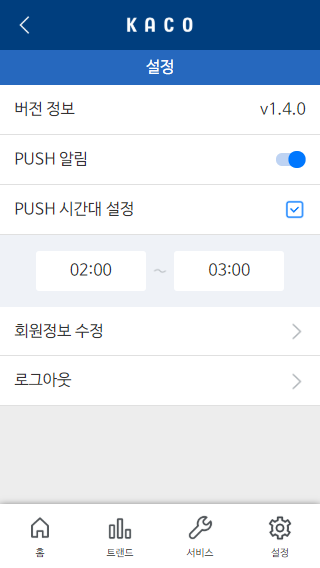 KACO
설정
버전 정보 v1.4.0
PUSH 알림
PUSH 시간대 설정
02:00 ~ 03:00
회원정보 수정
로그아웃
홈 트랜드 서비스 설정